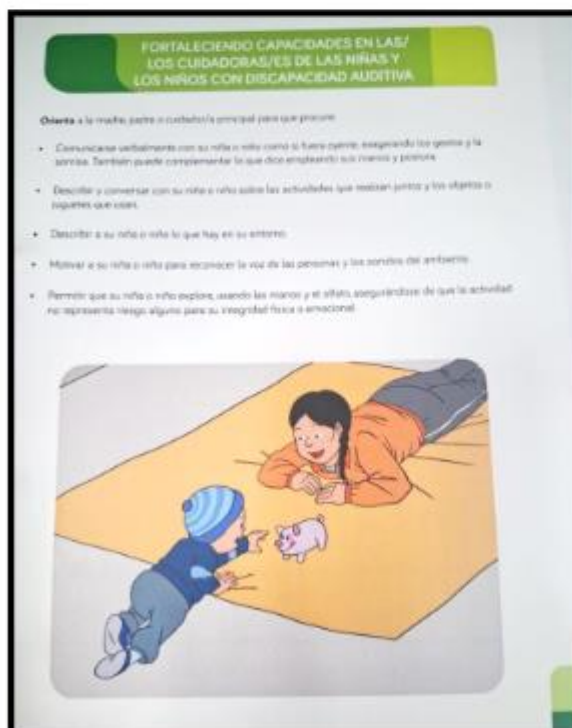 FORTALECIENDO CAPACIDADES EN LAS/
LOS CUIDADORAS/ES DE LAS NIÑAS Y
LOS NIÑOS CON DISCAPACIDAD AUDITIVA
Orienta a la madre, padre o cuidador/a principal para que procure:
• Comunicarse verbalmente con su niña o niño como si fuera oyente, exagerando los gestos y la
sonrisa. También puede complementar lo que dice empleando sus manos y postura.
• Describir y conversar con su niña o niño sobre las actividades que realizan juntos y los objetos o
juguetes que usan.
• Describir a su niña o niño lo que hay en su entorno.
• Motivar a su niña o niño para reconocer la voz de las personas y los sonidos del ambiente.
• Permitir que su niña o niño explore, usando las manos y el olfato, asegurándose de que la actividad
no representa riesgo alguno para su integridad física o emocional.